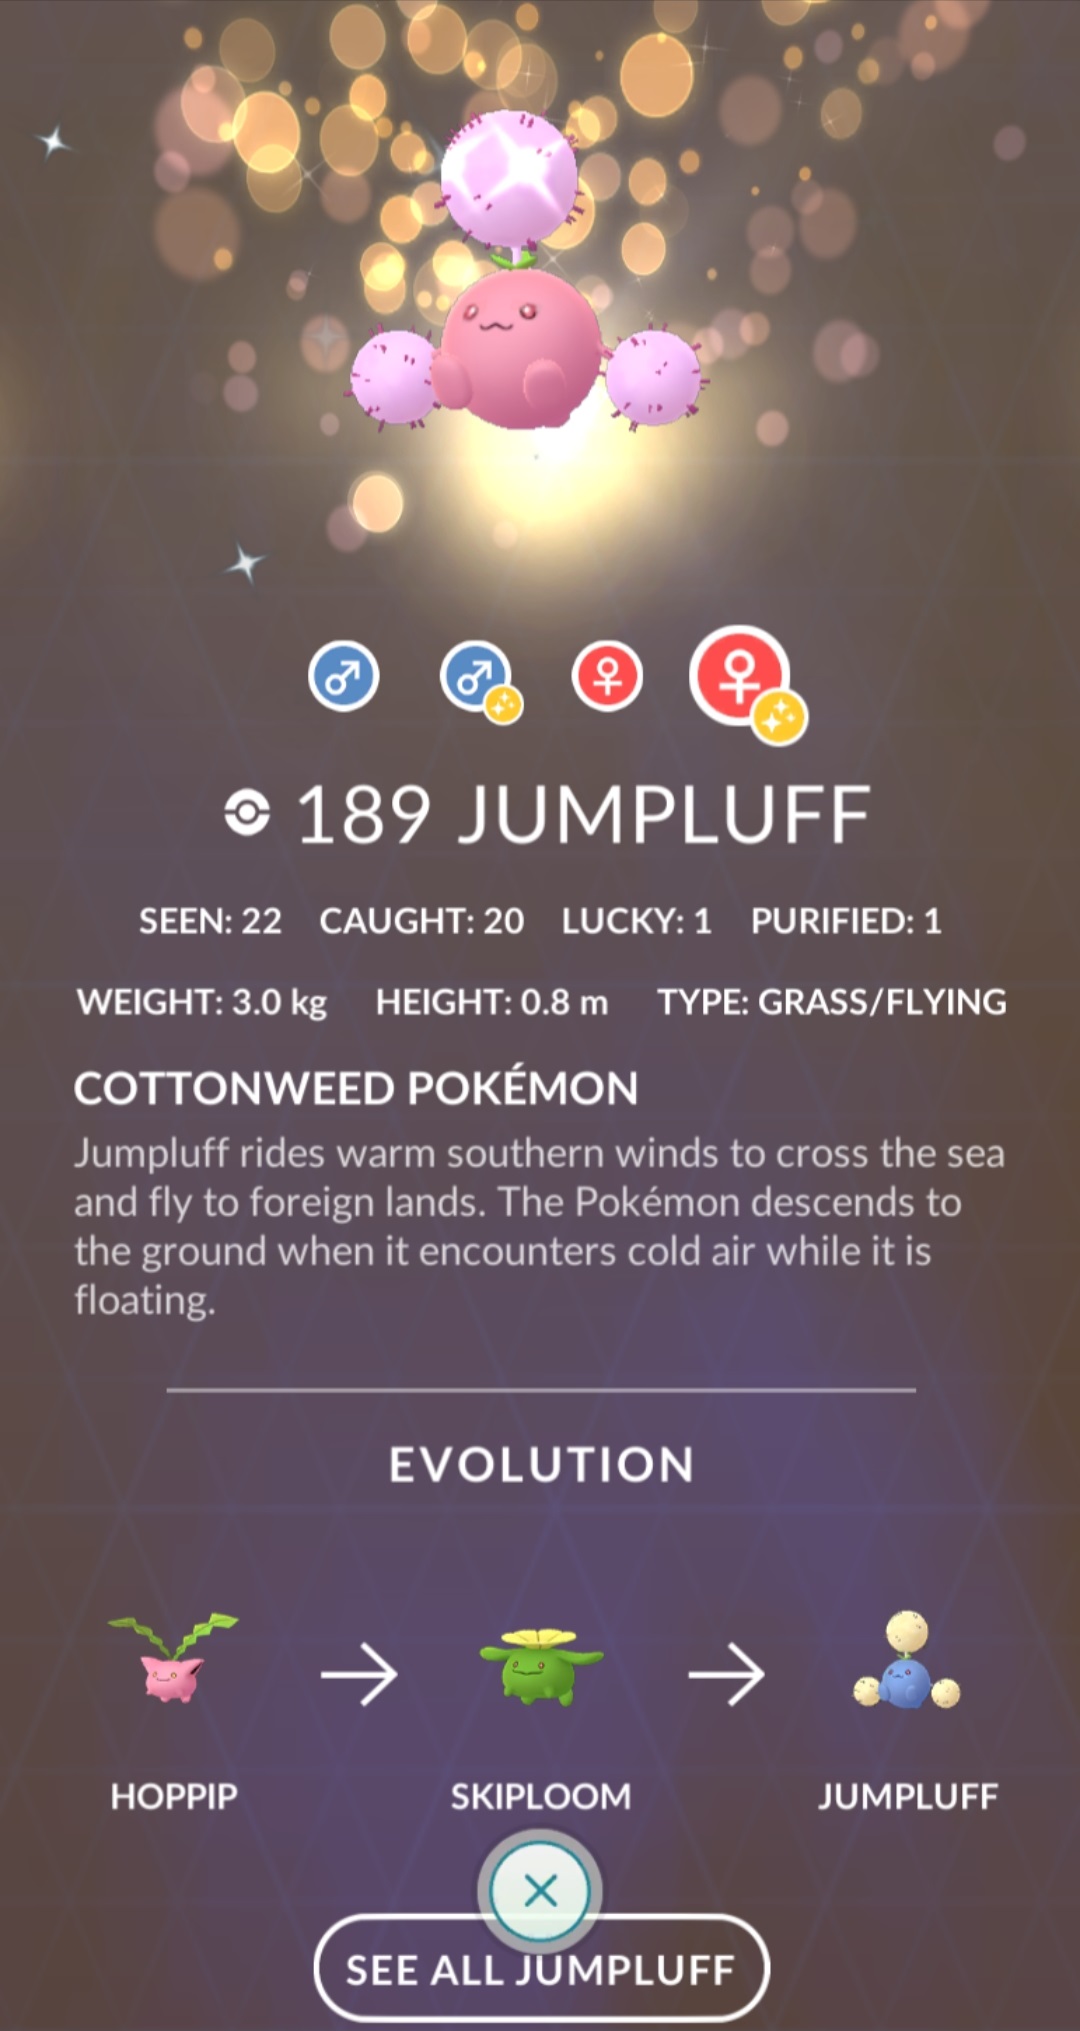 189 JUMPLUFF
SEEN: 22 CAUGHT: 20 LUCKY: 1 PURIFIED: 1
WEIGHT: 3.0 kg HEIGHT: 0.8 m TYPE: GRASS/FLYING
COTTONWEED POKÉMON
Jumpluff rides warm southern winds to cross the sea
and fly to foreign lands. The Pokémon descends to
the ground when it encounters cold air while it is
floating.
EVOLUTION
HOPPIP SKIPLOOM JUMPLUFF
SEE ALL JUMPLUFF